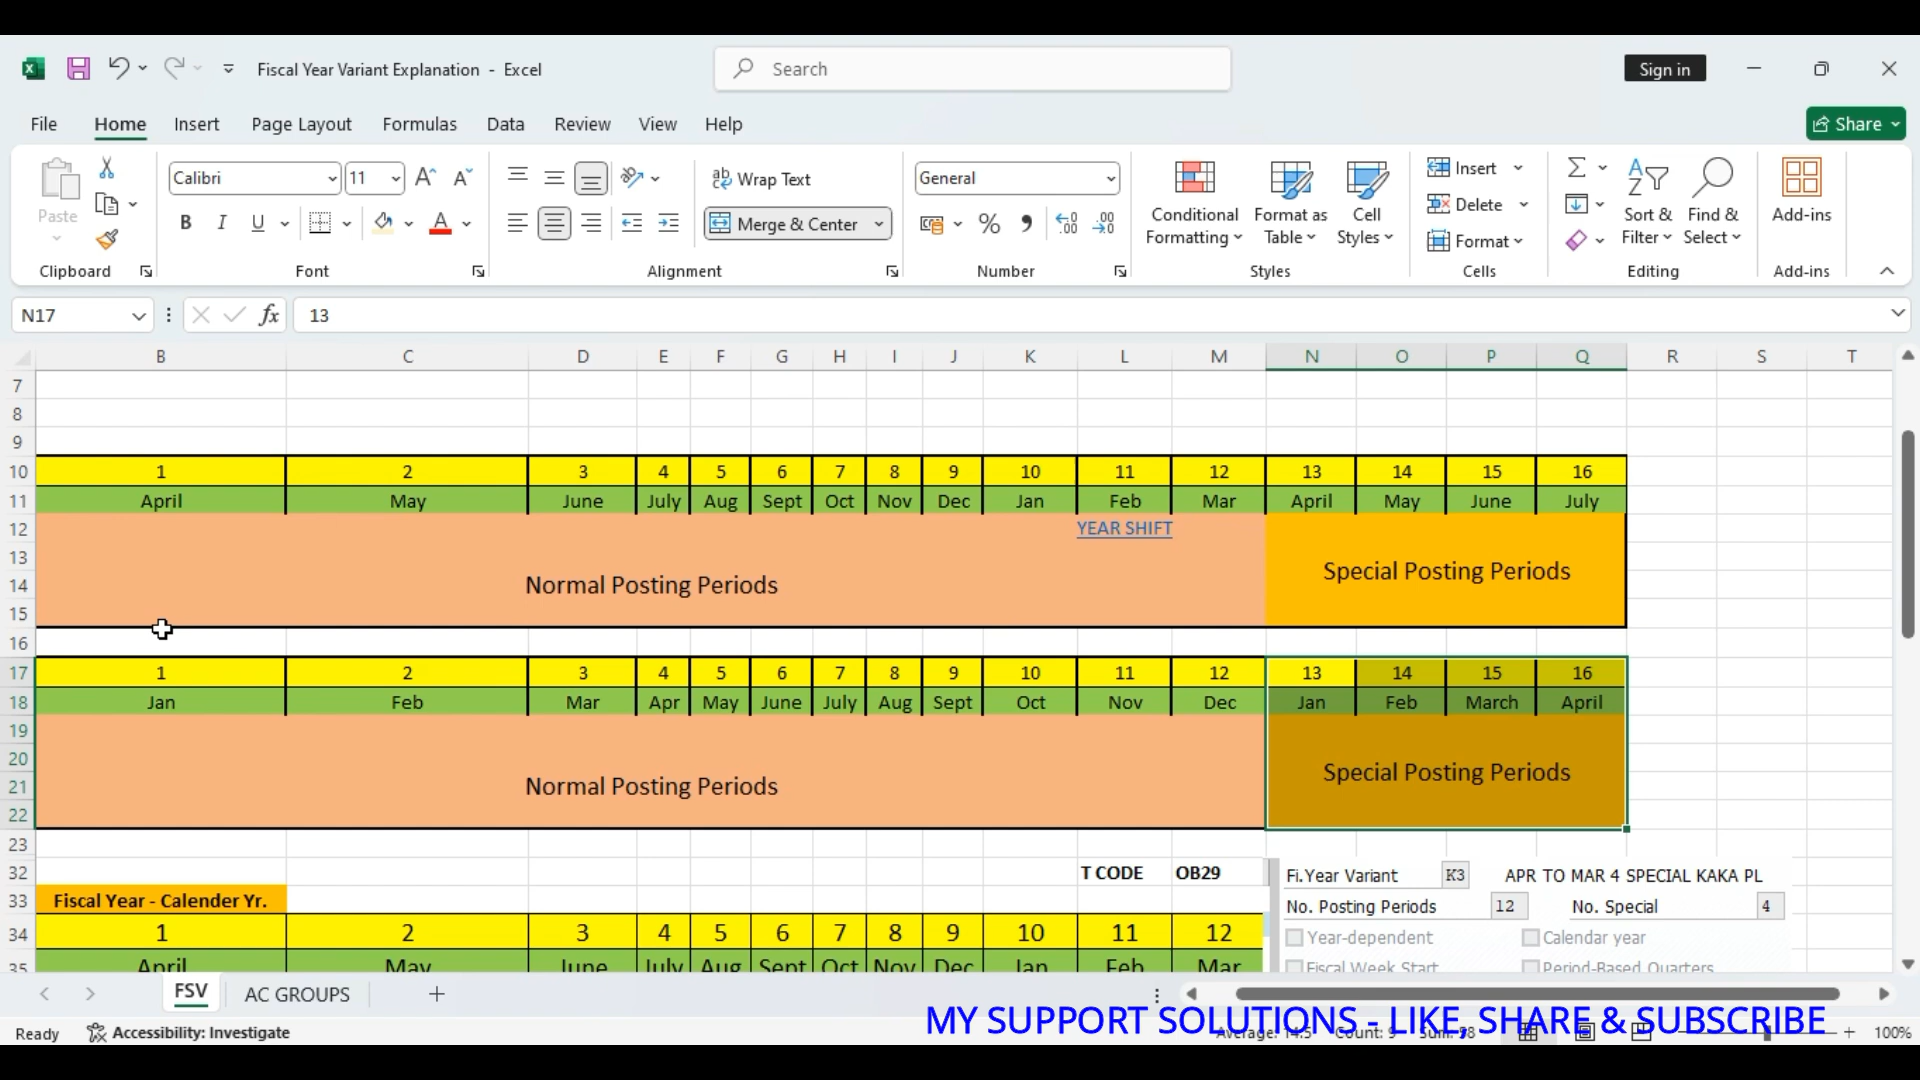 Fiscal Year Variant Explanation - Excel
Search
Sign in
File Home Insert Page Layout Formulas Data Review View Help
Share
Paste
Calibri 11
Wrap Text
General
Conditional Formatting
Format as Table
Cell Styles
Insert
Delete
Format
Sort & Filter
Find & Select
Add-ins
B I U
Merge & Center
Clipboard Font Alignment Number Styles Cells Editing Add-ins
N17 fx 13
B C D E F G H I J K L M N O P Q R S T
7
8
9
10 1 2 3 4 5 6 7 8 9 10 11 12 13 14 15 16
11 April May June July Aug Sept Oct Nov Dec Jan Feb Mar April May June July
12 YEAR SHIFT
13 Special Posting Periods
14 Normal Posting Periods
15
16
17 1 2 3 4 5 6 7 8 9 10 11 12 13 14 15 16
18 Jan Feb Mar Apr May June July Aug Sept Oct Nov Dec Jan Feb March April
19
20 Special Posting Periods
21 Normal Posting Periods
22
23
32 T CODE OB29 Fi.Year Variant K3 APR TO MAR 4 SPECIAL KAKA PL
33 Fiscal Year - Calender Yr. No. Posting Periods 12 No. Special 4
34 1 2 3 4 5 6 7 8 9 10 11 12 Year-dependent Calendar year
35 April May June July Aug Sept Oct Nov Dec Jan Feb Mar Fiscal Week Start Period-Based Quarters
FSV AC GROUPS
MY SUPPORT SOLUTIONS - LIKE, SHARE & SUBSCRIBE
Ready Accessibility: Investigate Average: 14.5 Count: 9 Sum: 58 100%